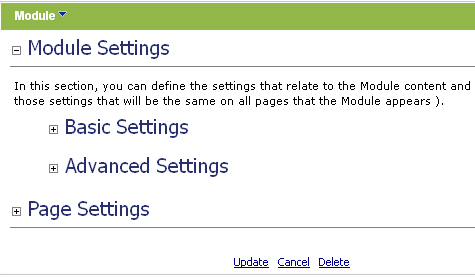 Module
Module Settings
In this section, you can define the settings that relate to the Module content and
those settings that will be the same on all pages that the Module appears ).
Basic Settings
Advanced Settings
Page Settings
Update Cancel Delete